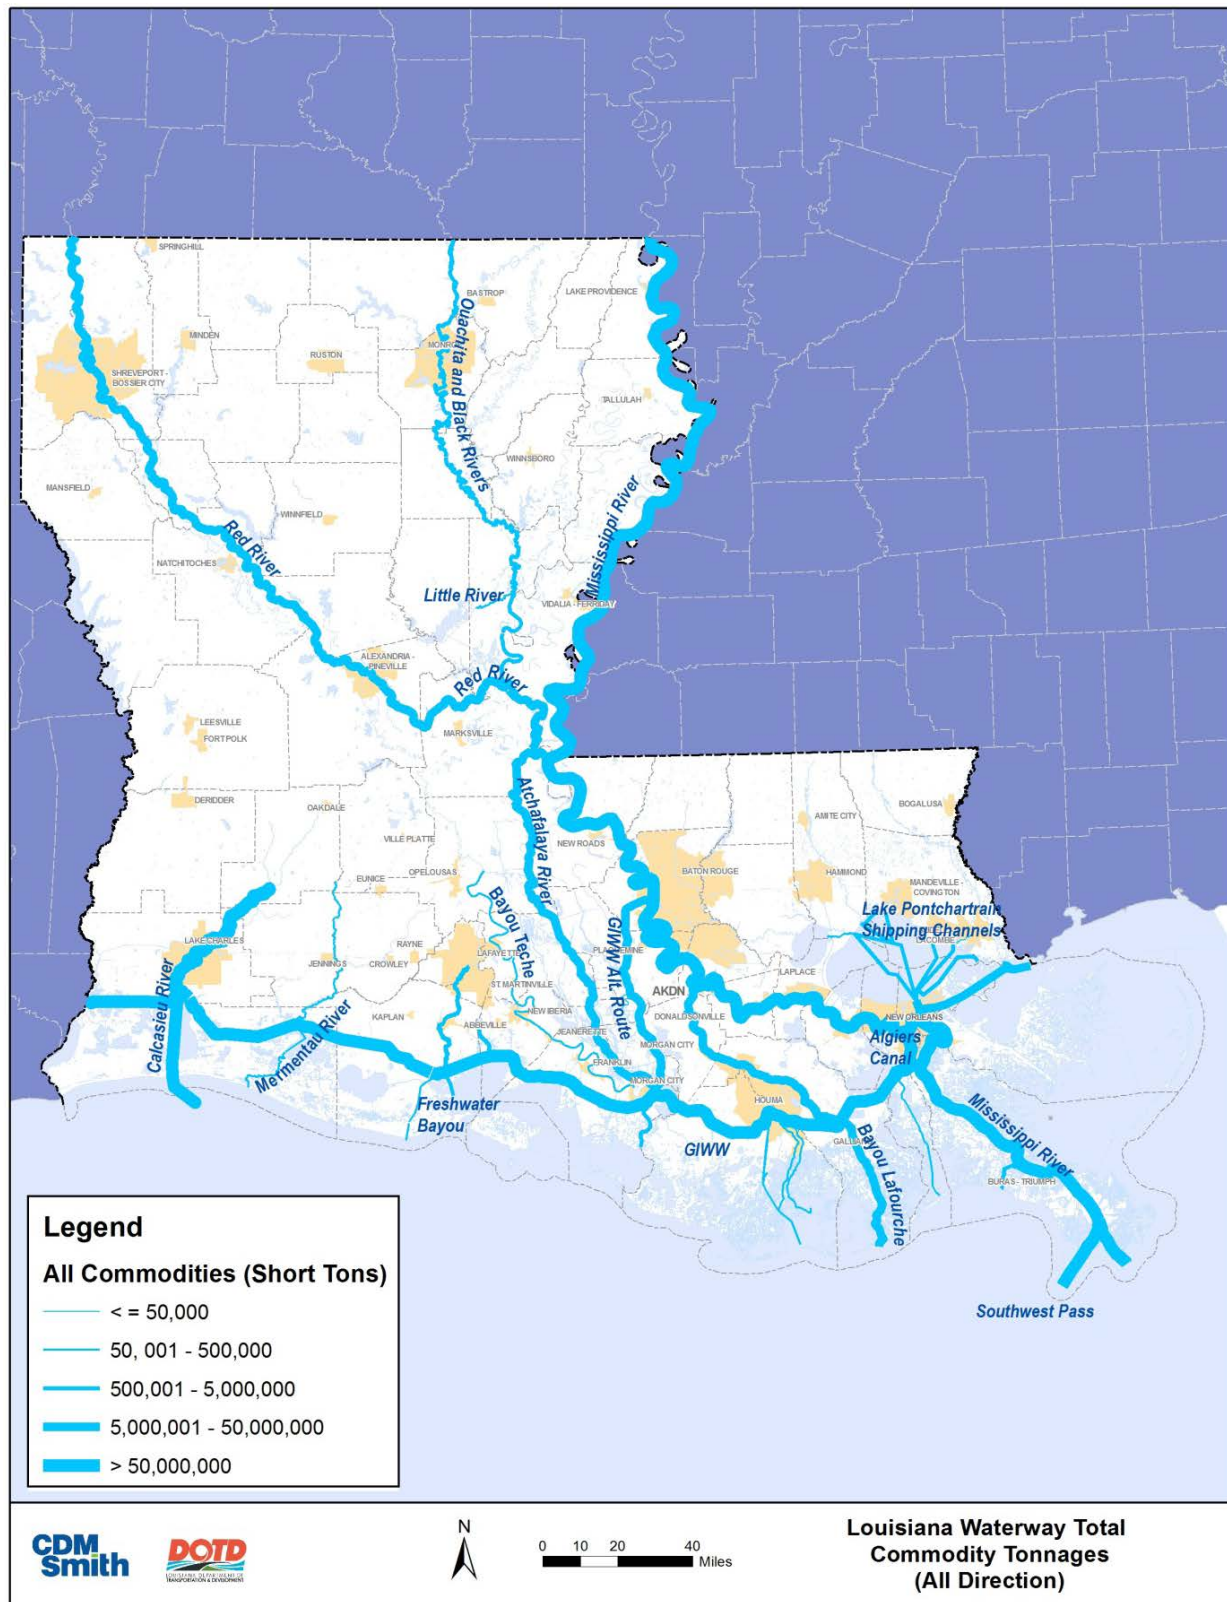 SPRINGHILL
BASTROP
LAKE PROVIDENCE
MINDEN
RUSTON
SHREVEPORT -
BOSSIER CITY
Ouachita and Black Rivers
TALLULAH
WINNSBORO
MANSFIELD
WINNFIELD
Mississippi River
Red River
NATCHITOCHES
Little River
VIDALIA - FERRIDAY
ALEXANDRIA -
PINEVILLE
Red River
LEESVILLE
FORT POLK
MARKSVILLE
DERIDDER
OAKDALE
Atchafalaya River
BOGALUSA
AMITE CITY
VILLE PLATTE
NEW ROADS
EUNICE
OPELOUSAS
BATON ROUGE
HAMMOND
MANDEVILLE -
COVINGTON
Lake Pontchartrain
Shipping Channels
Bayou Teche
GIWW Alt. Route
LAKE CHARLES
RAYNE
JENNINGS
CROWLEY
LAFAYETTE
LAPLACE
ST. MARTINVILLE
AKDN
Calcasieu River
KAPLAN
NEW IBERIA
DONALDSONVILLE
NEW ORLEANS
ABBEVILLE
JEANERETTE
Algiers
Canal
MORGAN CITY
Mermentau River
FRANKLIN
MORGAN CITY
HOUMA
Freshwater
Bayou
GIWW
Bayou Lafourche
Mississippi River
BURAS - TRIUMPH
Southwest Pass
Legend
All Commodities (Short Tons)
< = 50,000
50, 001 - 500,000
500,001 - 5,000,000
5,000,001 - 50,000,000
> 50,000,000
CDM
Smith
DOTD
LOUISIANA DEPARTMENT OF
TRANSPORTATION & DEVELOPMENT
N
0 10 20 40
Miles
Louisiana Waterway Total
Commodity Tonnages
(All Direction)